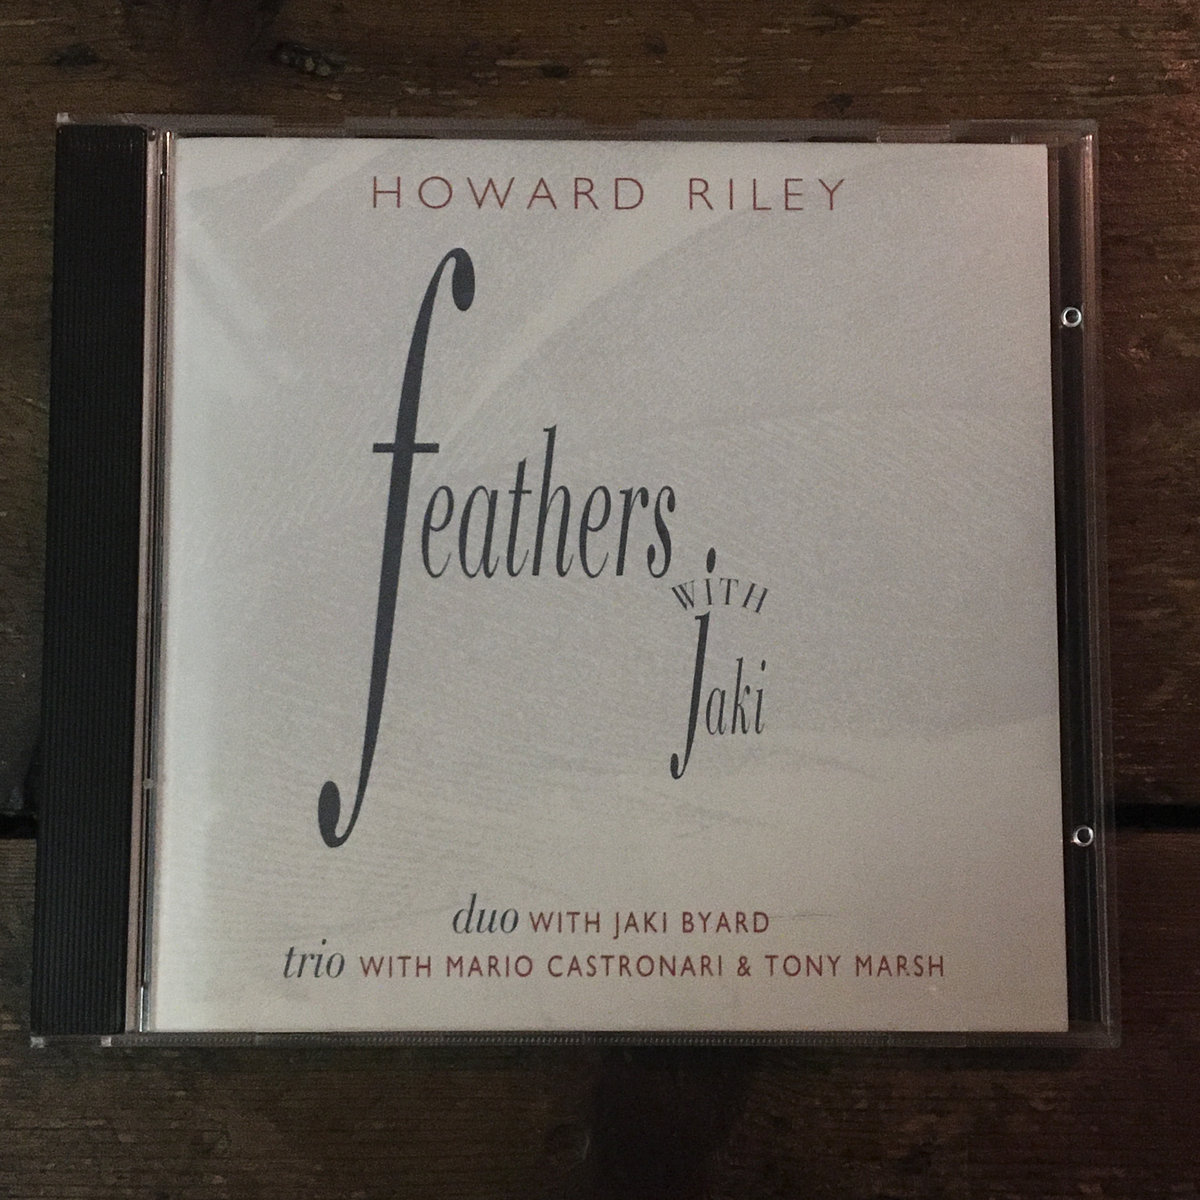 HOWARD RILEY
feathers
WiTH
Jaki
duo WITH JAKI BYARD
trio WITH MARIO CASTRONARI & TONY MARSH